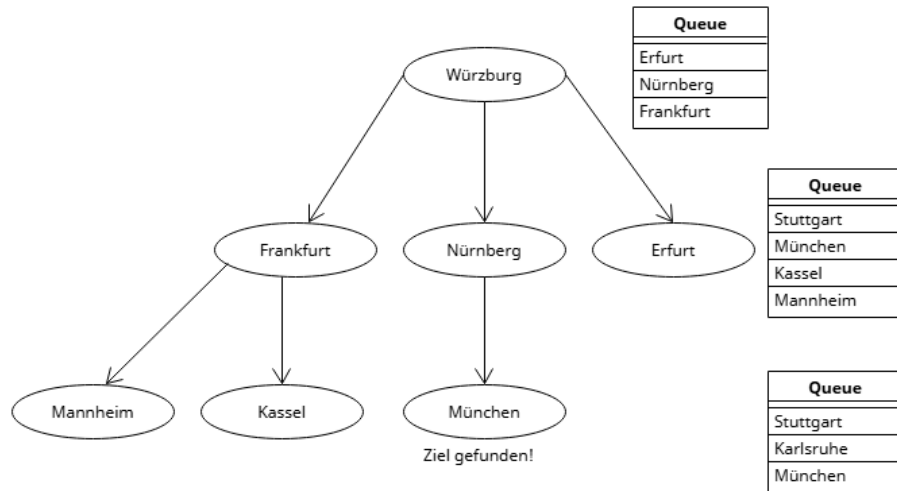 Queue
Erfurt
Nürnberg
Frankfurt
Würzburg
Queue
Stuttgart
München
Kassel
Mannheim
Frankfurt
Nürnberg
Erfurt
Queue
Stuttgart
Karlsruhe
München
Mannheim
Kassel
München
Ziel gefunden!